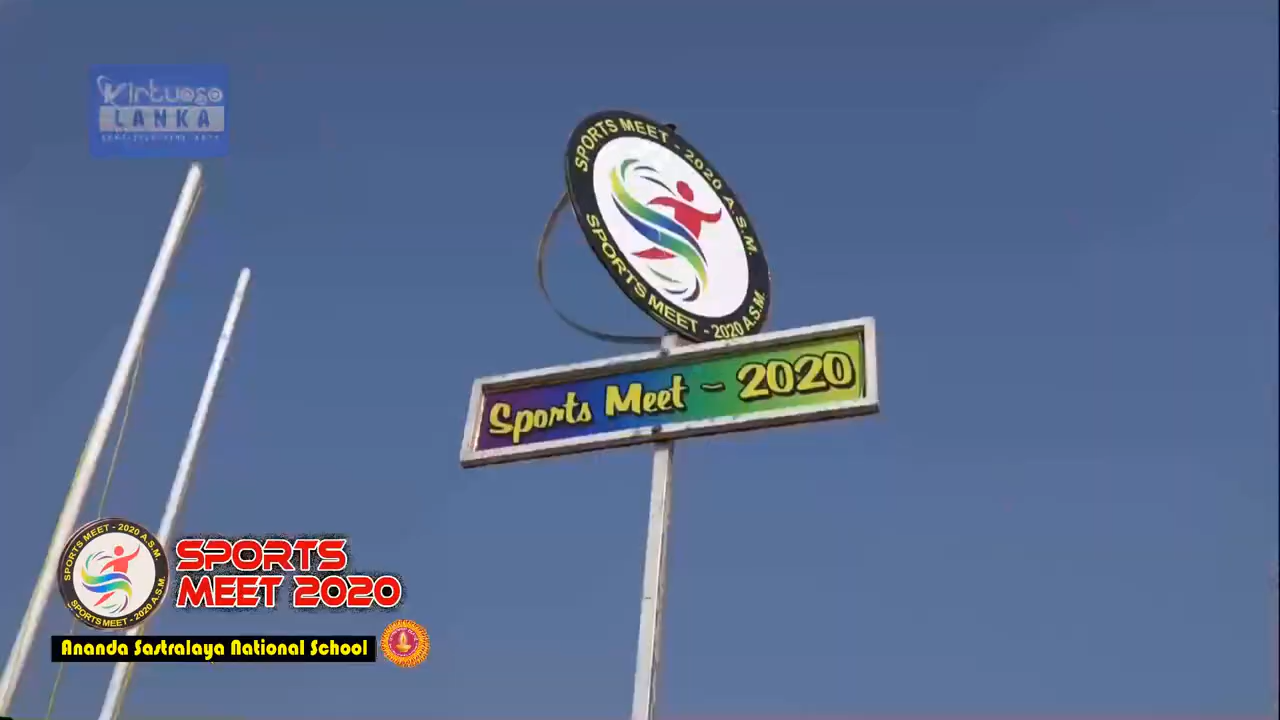 Virtuoso
LANKA
SPORTS MEET - 2020 A.S.M.
SPORTS MEET - 2020 A.S.M.
Sports Meet - 2020
SPORTS MEET - 2020 A.S.M.
SPORTS MEET - 2020 A.S.M.
SPORTS
MEET 2020
Ananda Sastralaya National School